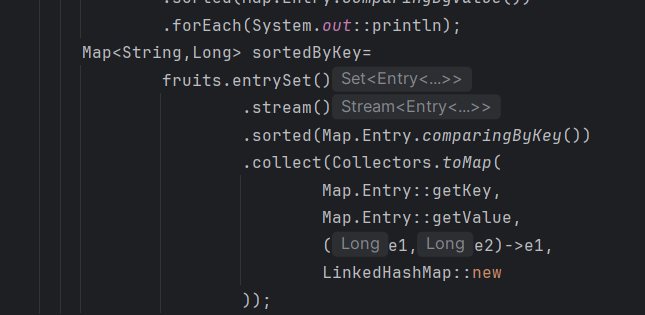 .sorted(Map.Entry.comparingByValue())
.forEach(System.out::println);
Map<String,Long> sortedByKey=
fruits.entrySet() Set<Entry<...>>
.stream() Stream<Entry<...>>
.sorted(Map.Entry.comparingByKey())
.collect(Collectors.toMap(
Map.Entry::getKey,
Map.Entry::getValue,
( Long e1, Long e2)->e1,
LinkedHashMap::new
));